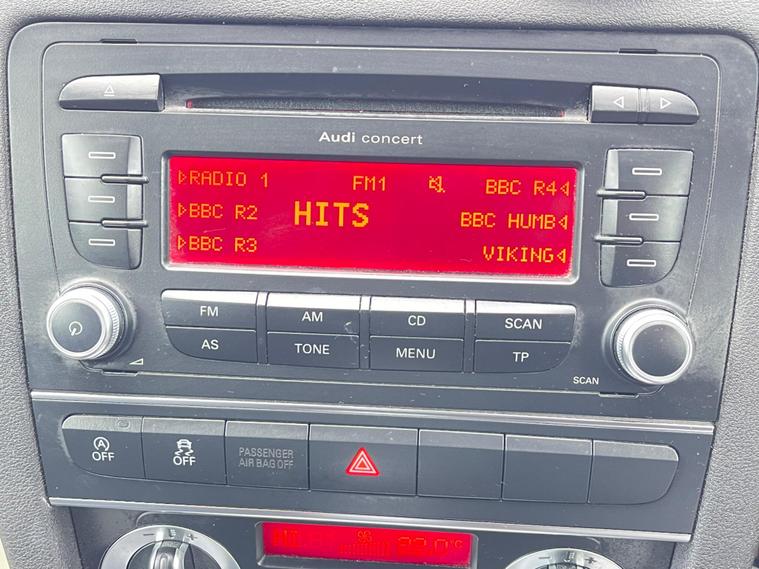 Audi concert
RADIO 1 FM1 BBC R4
BBC R2 HITS BBC HUMB
BBC R3 VIKING
FM AM CD SCAN
AS TONE MENU TP
SCAN
OFF OFF PASSENGER
AIR BAG OFF